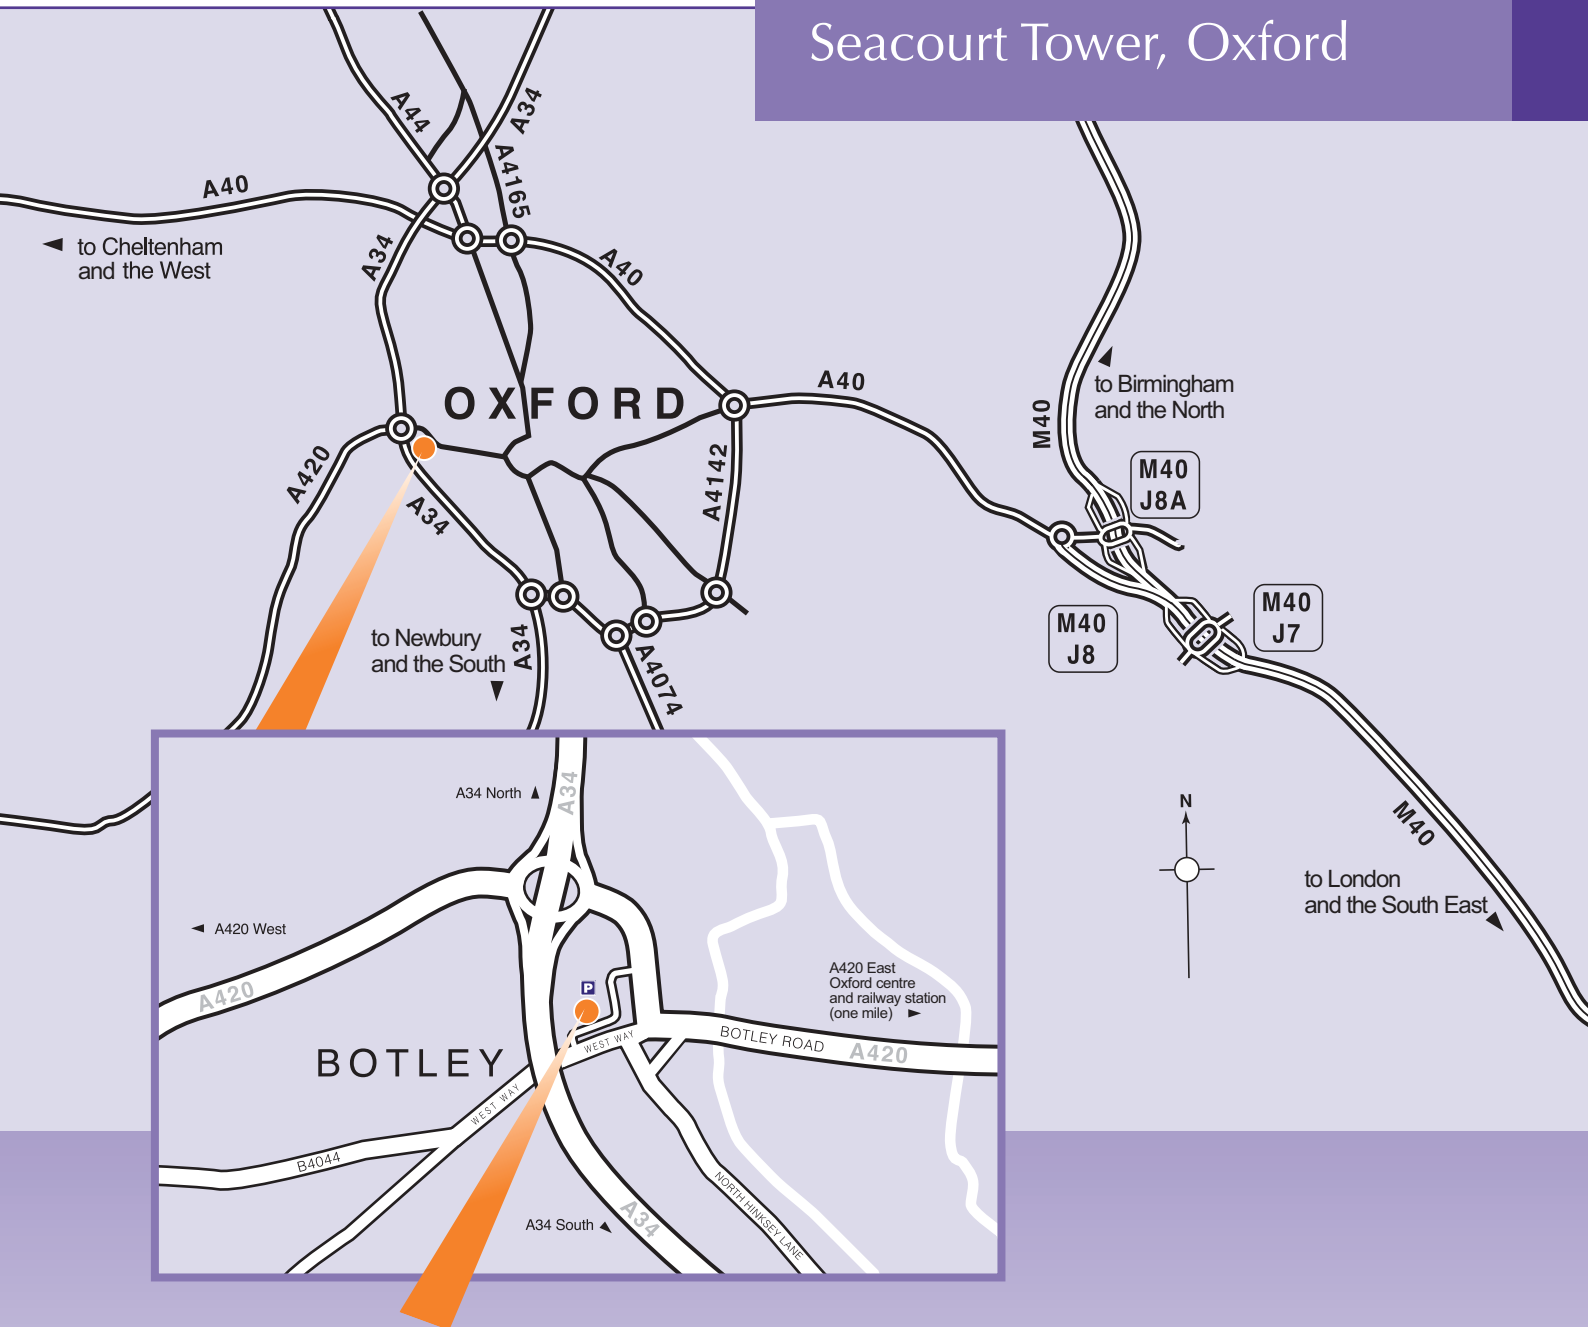 Seacourt Tower, Oxford
A44
A34
A4165
A40
to Cheltenham
and the West
A34
A40
OXFORD
A40
to Birmingham
and the North
M40
M40
J8A
A420
A34
A4142
M40
J8
M40
J7
to Newbury
and the South
A34
A4074
M40
N
to London
and the South East
A34 North
A34
A420 West
A420
P
A420 East
Oxford centre
and railway station
(one mile)
BOTLEY
WEST WAY
BOTLEY ROAD
A420
WEST WAY
B4044
NORTH HINKSEY LANE
A34 South
A34